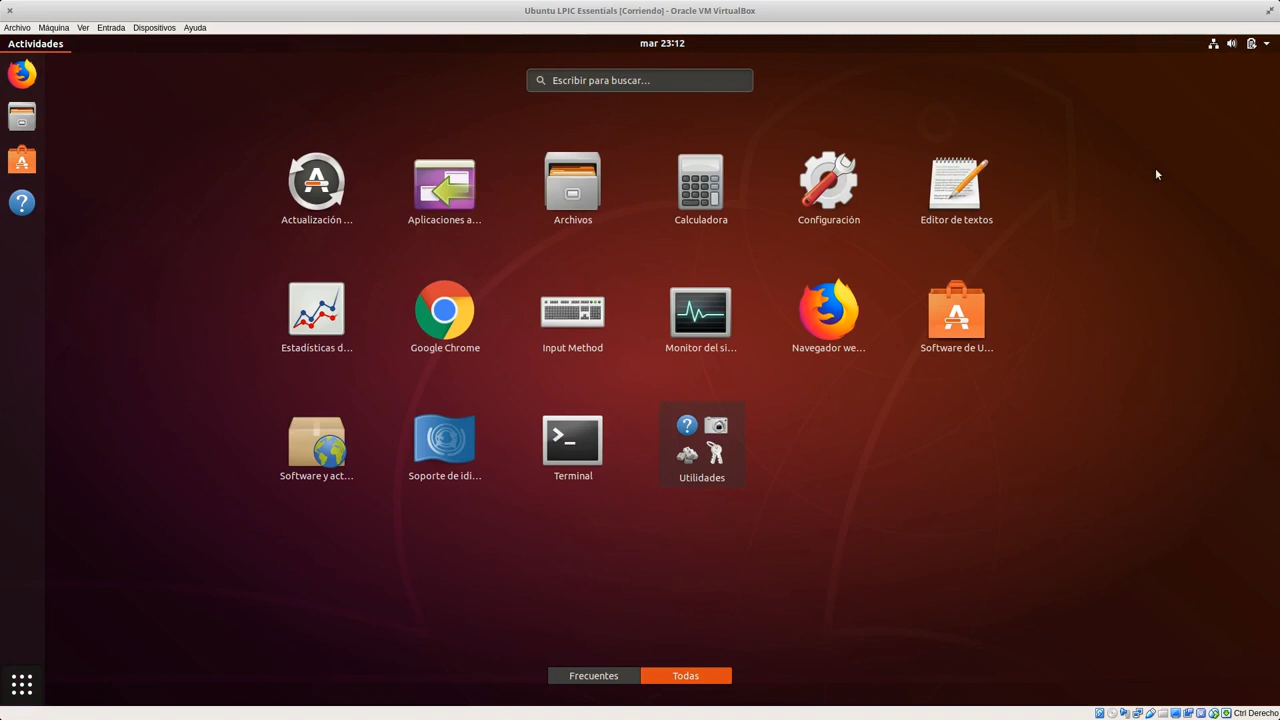 Ubuntu LPIC Essentials [Corriendo] - Oracle VM VirtualBox
Archivo Máquina Ver Entrada Dispositivos Ayuda
Actividades mar 23:12
Escribir para buscar...
Actualización ... Aplicaciones a... Archivos Calculadora Configuración Editor de textos
Estadísticas d... Google Chrome Input Method Monitor del si... Navegador we... Software de U...
Software y act... Soporte de idi... Terminal Utilidades
Frecuentes Todas
Ctrl Derecho